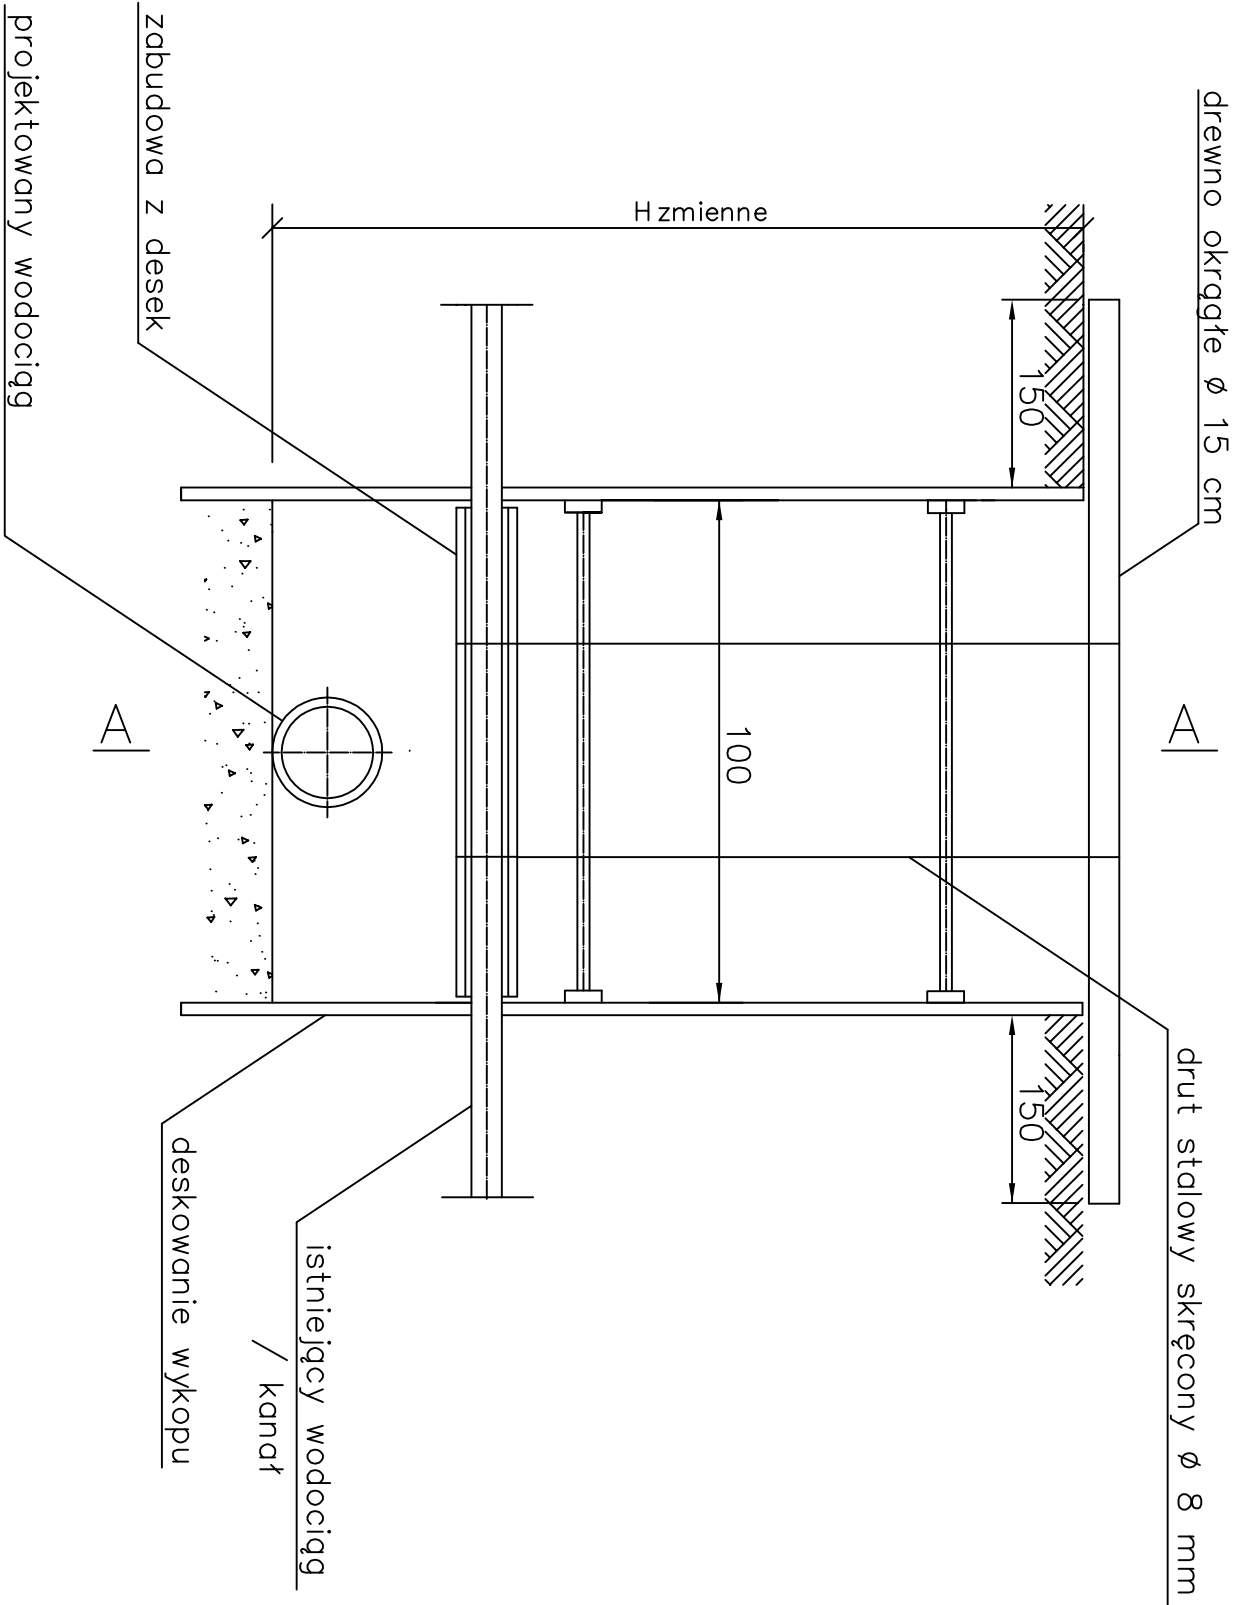 drewno okrągłe ø 15 cm
drut stalowy skręcony ø 8 mm
A
150
150
H zmienne
100
istniejący wodociąg
/ kanał
deskowanie wykopu
zabudowa z desek
A
projektowany wodociąg